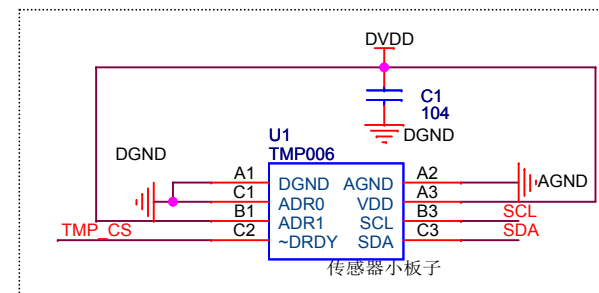 DVDD
C1
104
DGND
U1
TMP006
DGND
A1 DGND AGND A2
AGND
C1 ADR0 VDD A3
B1 ADR1 SCL B3 SCL
TMP_CS C2 ~DRDY SDA C3 SDA
传感器小板子